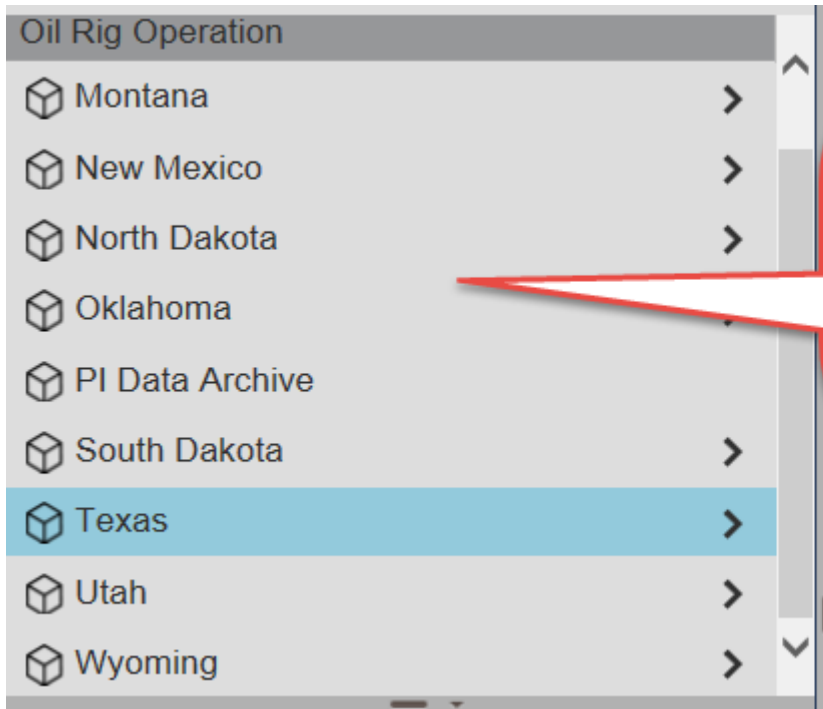 Oil Rig Operation
Montana
New Mexico
North Dakota
Oklahoma
PI Data Archive
South Dakota
Texas
Utah
Wyoming